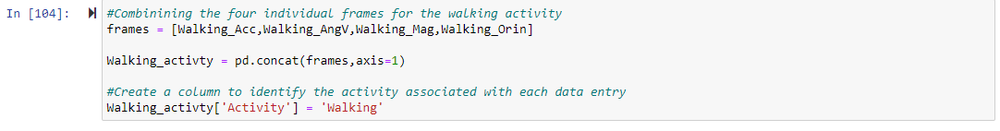 In [104]:
#Combinining the four individual frames for the walking activity
frames = [Walking_Acc,Walking_AngV,Walking_Mag,Walking_Orin]
Walking_activty = pd.concat(frames,axis=1)
#Create a column to identify the activity associated with each data entry
Walking_activty['Activity'] = 'Walking'